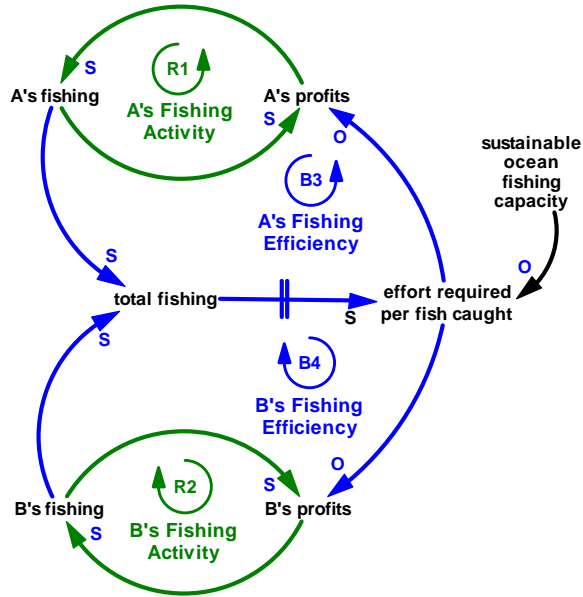 S
R1
A's fishing
A's Fishing
Activity
A's profits
S
O
sustainable
ocean
fishing
capacity
B3
A's Fishing
Efficiency
S
O
total fishing
effort required
per fish caught
S
S
B4
B's Fishing
Efficiency
O
R2
S
B's fishing
B's profits
S
B's Fishing
Activity